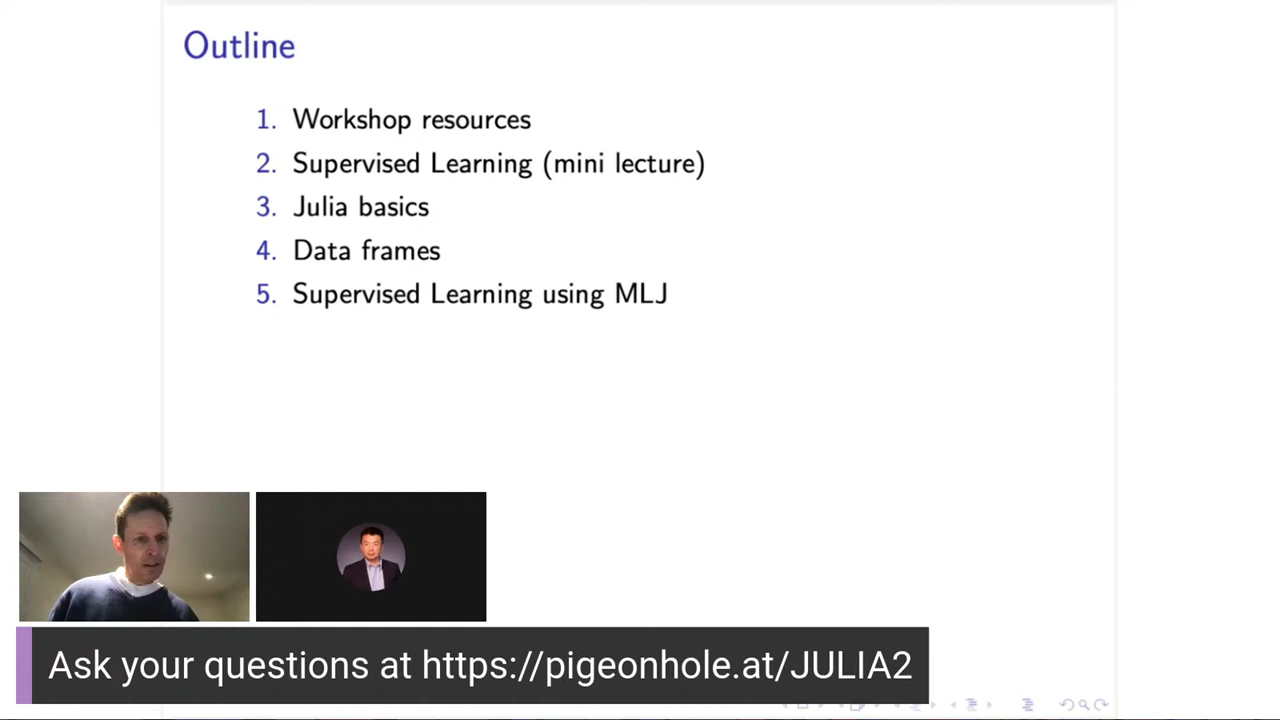 Outline
1. Workshop resources
2. Supervised Learning (mini lecture)
3. Julia basics
4. Data frames
5. Supervised Learning using MLJ
Ask your questions at https://pigeonhole.at/JULIA2